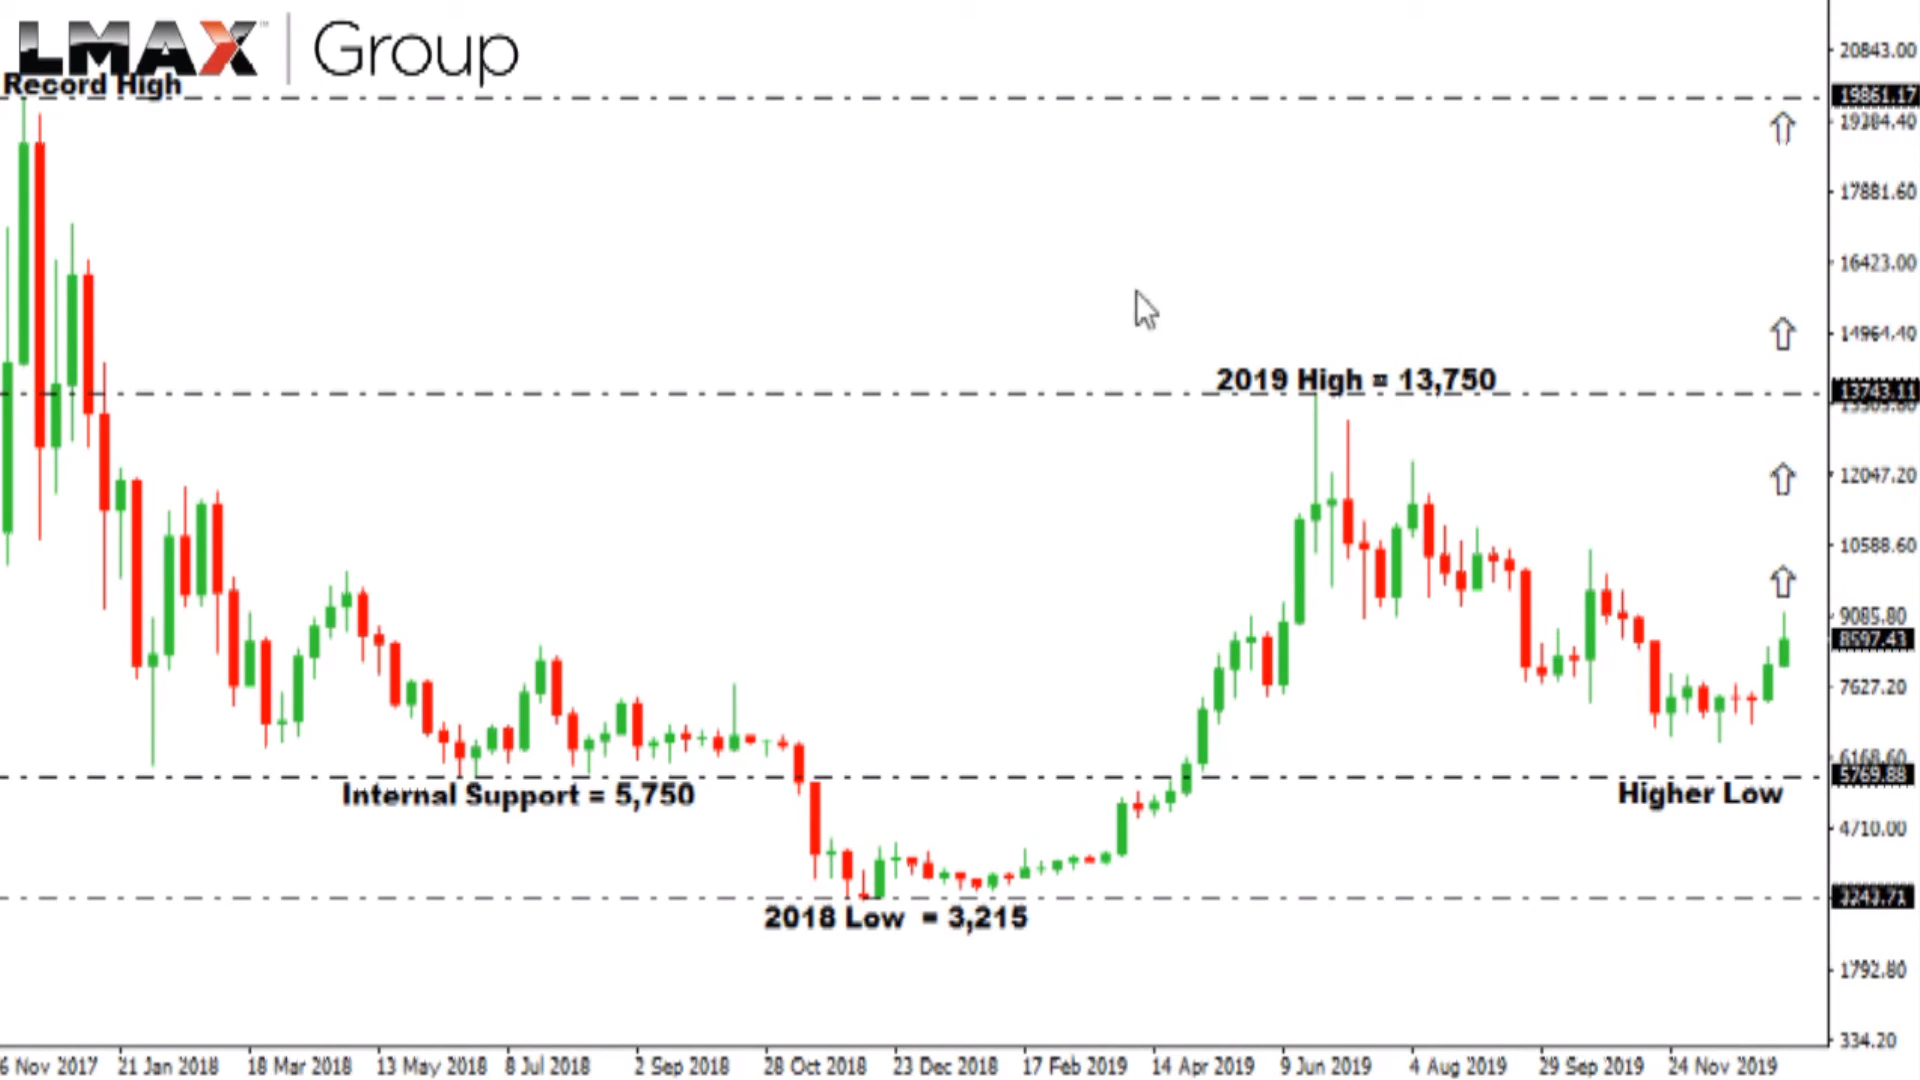 LMAX Group
Record High
20843.00
19861.17
19384.40
17881.60
16423.00
14964.40
2019 High = 13,750
13743.11
12047.20
10588.60
9085.80
8597.43
7627.20
6168.60
5769.88
Internal Support = 5,750
Higher Low
4710.00
3243.71
2018 Low = 3,215
1792.80
334.20
6 Nov 2017 21 Jan 2018 18 Mar 2018 13 May 2018 8 Jul 2018 2 Sep 2018 28 Oct 2018 23 Dec 2018 17 Feb 2019 14 Apr 2019 9 Jun 2019 4 Aug 2019 29 Sep 2019 24 Nov 2019